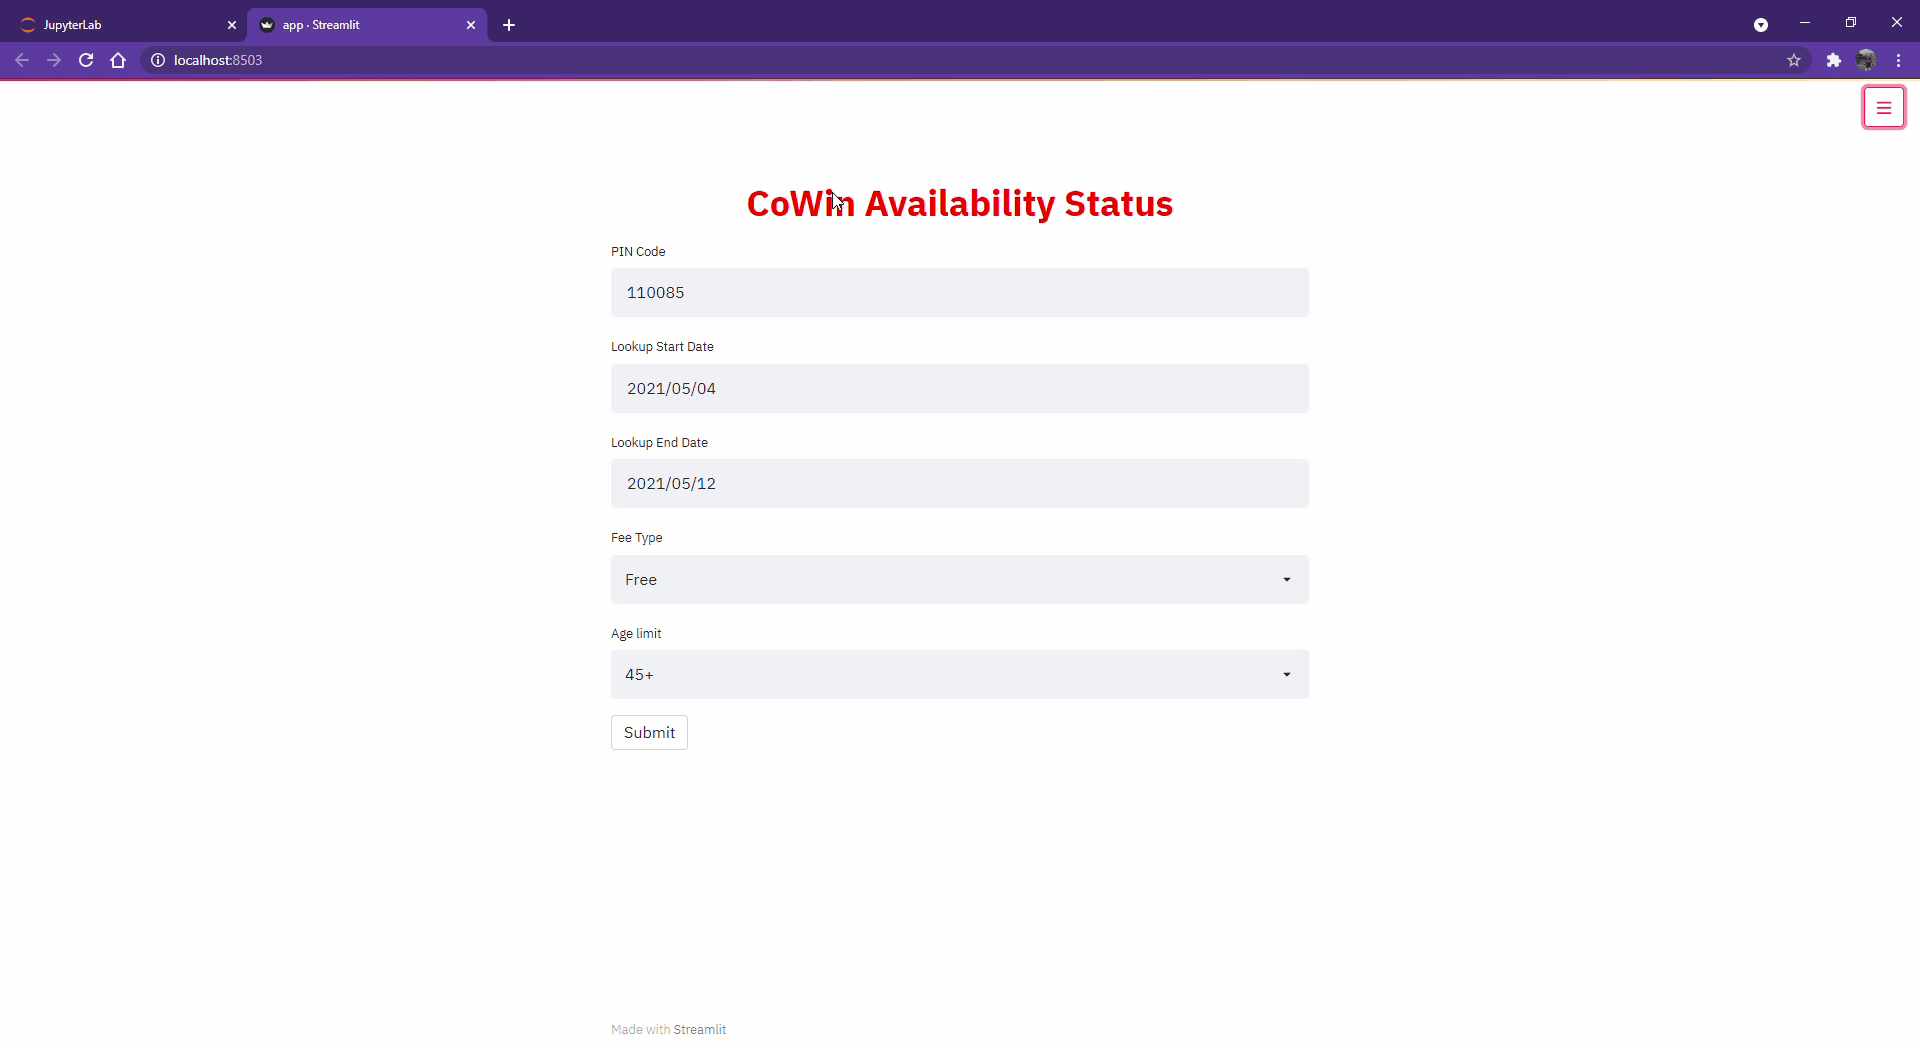 JupyterLab
app · Streamlit
localhost:8503
CoWin Availability Status
PIN Code
110085
Lookup Start Date
2021/05/04
Lookup End Date
2021/05/12
Fee Type
Free
Age limit
45+
Submit
Made with Streamlit